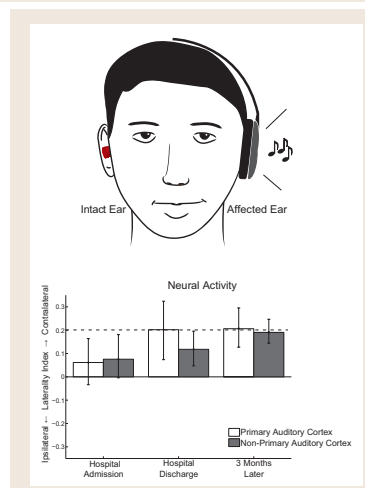 Intact Ear
Affected Ear
Neural Activity
Ipsilateral ← Laterality Index → Contralateral
0.3
0.2
0.1
0
−0.1
−0.2
−0.3
Primary Auditory Cortex
Non-Primary Auditory Cortex
Hospital
Admission
Hospital
Discharge
3 Months
Later